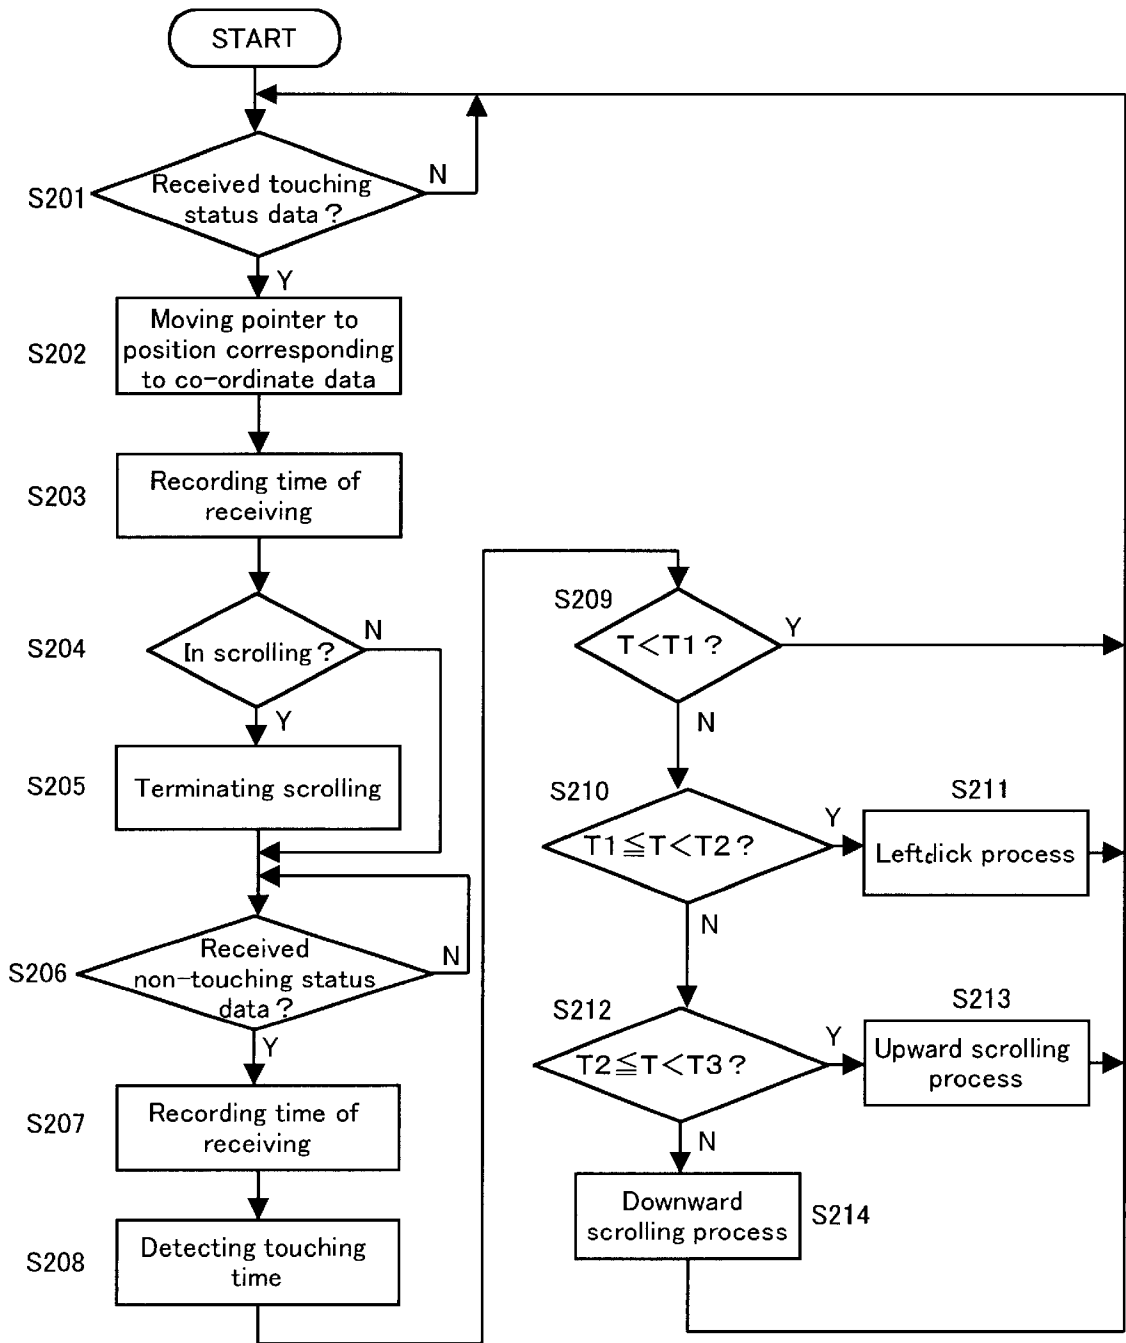 START
N
S201
Received touching
status data?
Y
S202
Moving pointer to
position corresponding
to co-ordinate data
S203
Recording time of
receiving
S204
In scrolling?
N
Y
S205
Terminating scrolling
S206
Received
non-touching status
data?
N
Y
S207
Recording time of
receiving
S208
Detecting touching
time
S209
T<T1?
Y
N
S210
T1≦T<T2?
Y
S211
Leftclick process
N
S212
T2≦T<T3?
Y
S213
Upward scrolling
process
N
Downward
scrolling process
S214